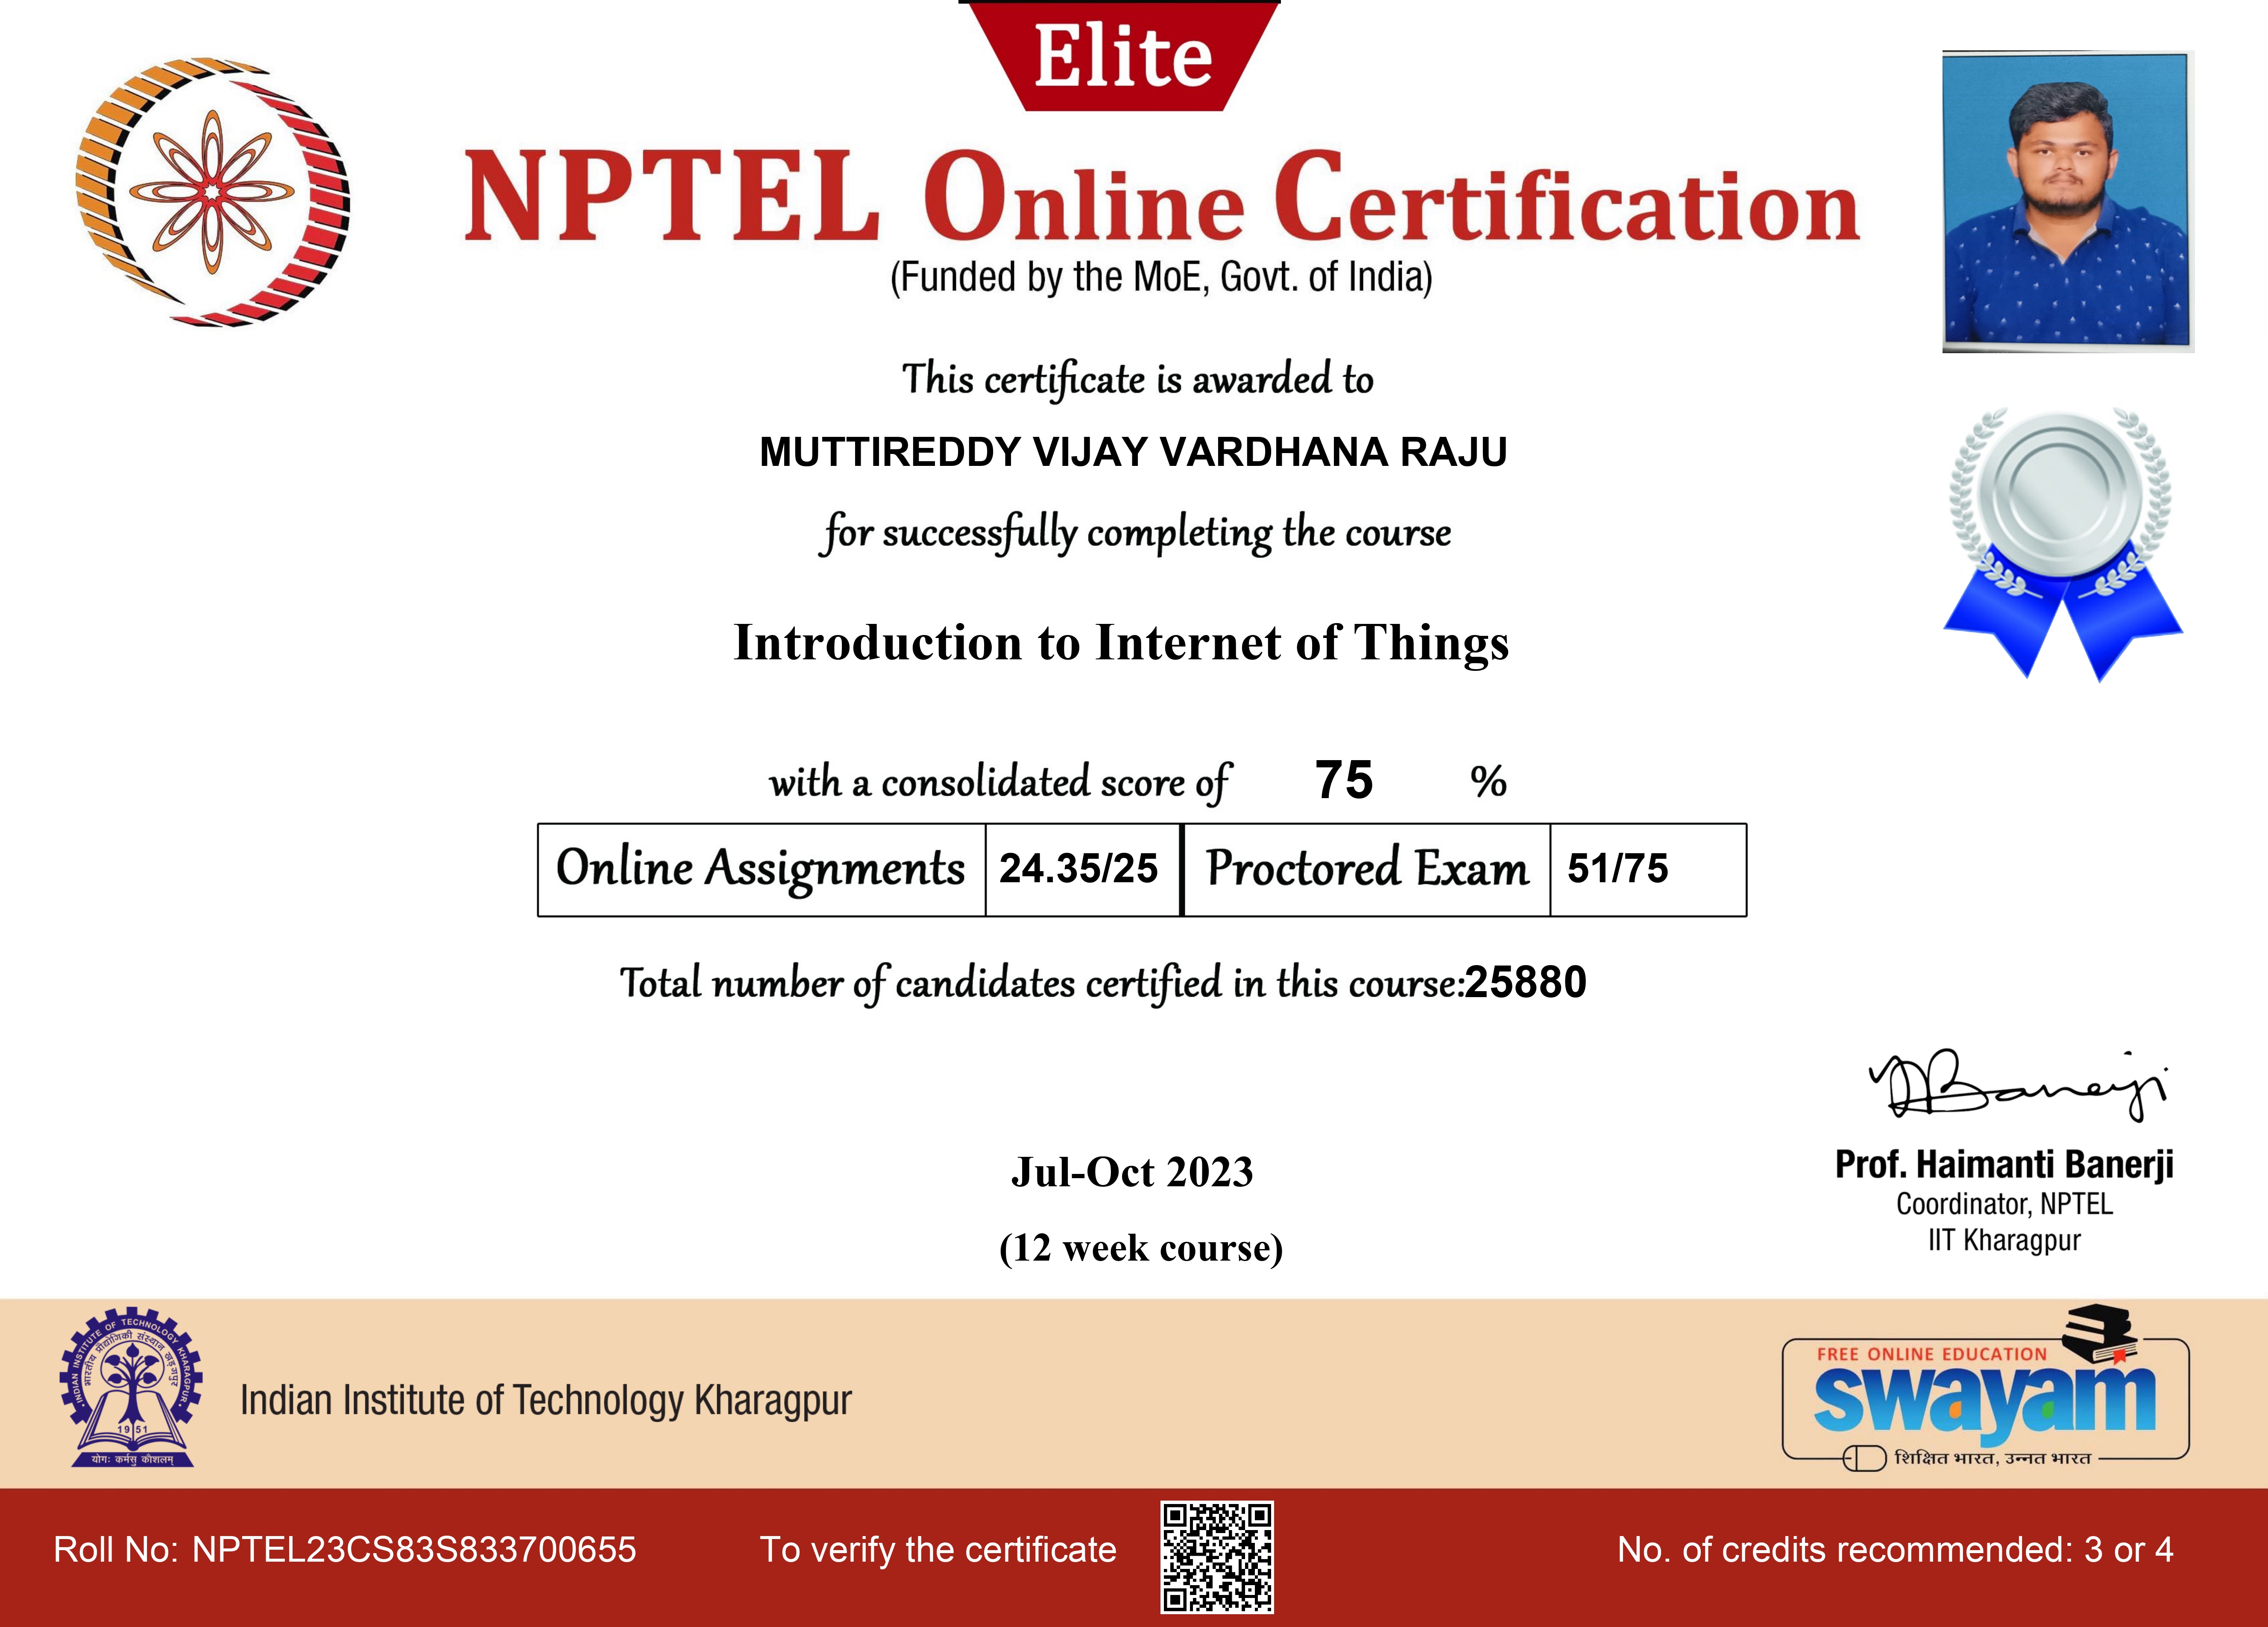 Elite
NPTEL Online Certification
(Funded by the MoE, Govt. of India)
This certificate is awarded to
MUTTIREDDY VIJAY VARDHANA RAJU
for successfully completing the course
Introduction to Internet of Things
with a consolidated score of 75 %
Online Assignments 24.35/25 Proctored Exam 51/75
Total number of candidates certified in this course:25880
Banerji
Prof. Haimanti Banerji
Coordinator, NPTEL
IIT Kharagpur
Jul-Oct 2023
(12 week course)
INDIAN INSTITUTE OF TECHNOLOGY KHARAGPUR
भारतीय प्रौद्योगिकी संस्थान खड़गपुर
19 51
योगः कर्मसु कौशलम्
Indian Institute of Technology Kharagpur
FREE ONLINE EDUCATION
swayam
शिक्षित भारत, उन्नत भारत
Roll No: NPTEL23CS83S833700655
To verify the certificate
No. of credits recommended: 3 or 4